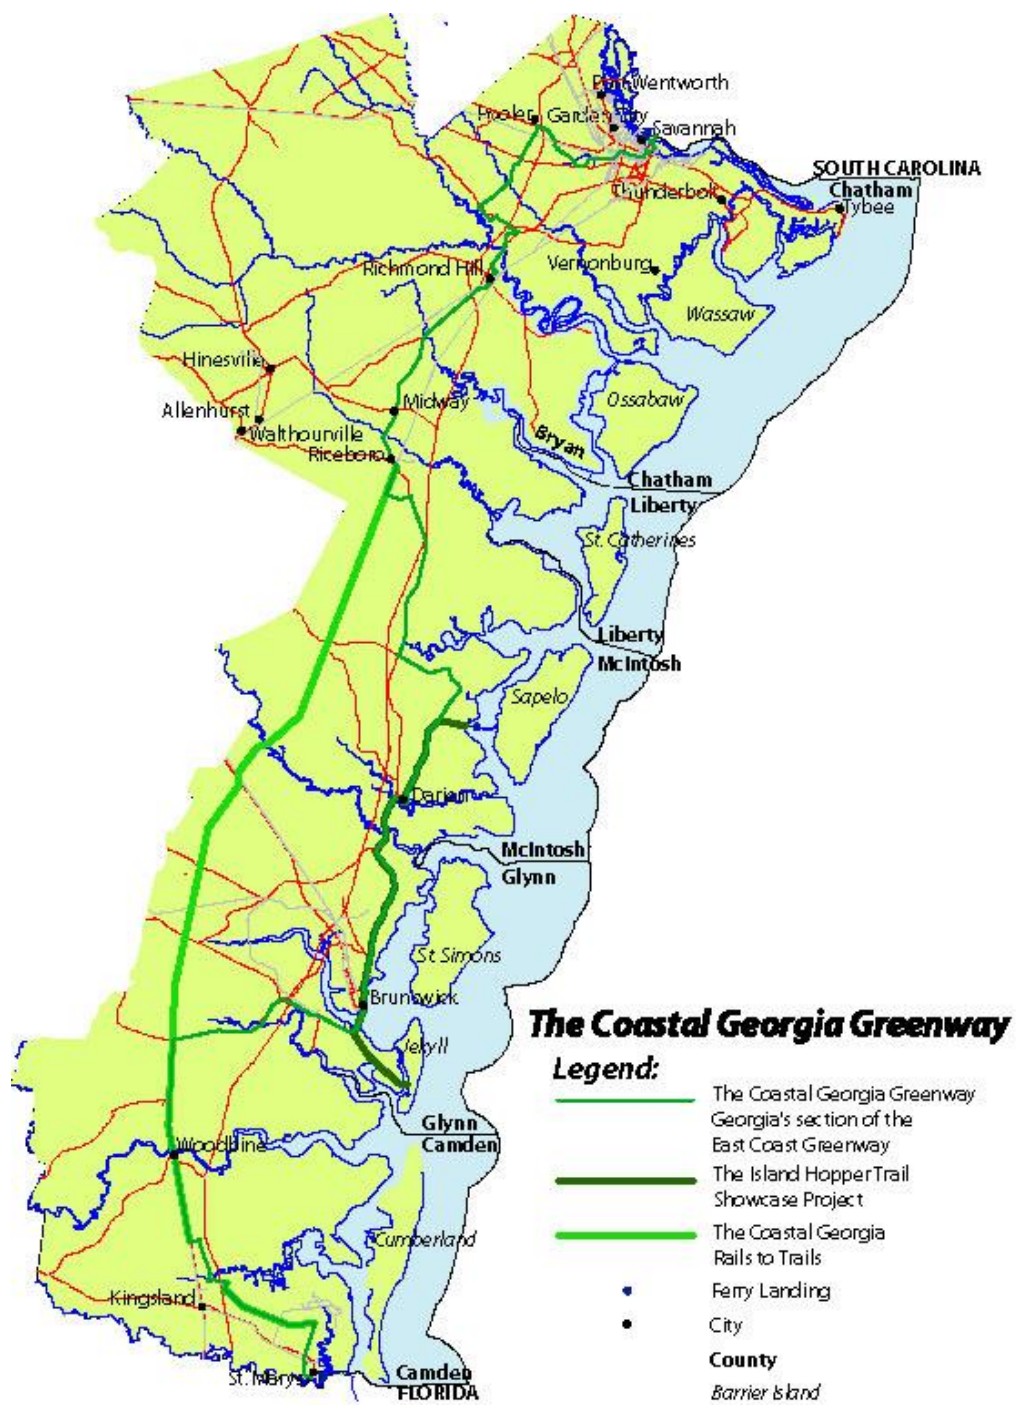 Port Wentworth
Pooler
Garden City
Savannah
SOUTH CAROLINA
Chatham
Thunderbolt
Tybee
Richmond Hill
Vernonburg
Wassaw
Hinesville
Ossabaw
Allenhurst
Midway
Walthourville
Bryan
Riceboro
Chatham
Liberty
St. Catherines
Liberty
McIntosh
Sapelo
Darien
McIntosh
Glynn
St. Simons
Brunswick
The Coastal Georgia Greenway
Jekyll
Legend:
The Coastal Georgia Greenway
Georgia's section of the
East Coast Greenway
Glynn
Camden
Woodbine
The Island Hopper Trail
Showcase Project
Cumberland
The Coastal Georgia
Rails to Trails
Kingsland
Ferry Landing
City
County
St. Marys
Camden
FLORIDA
Barrier Island